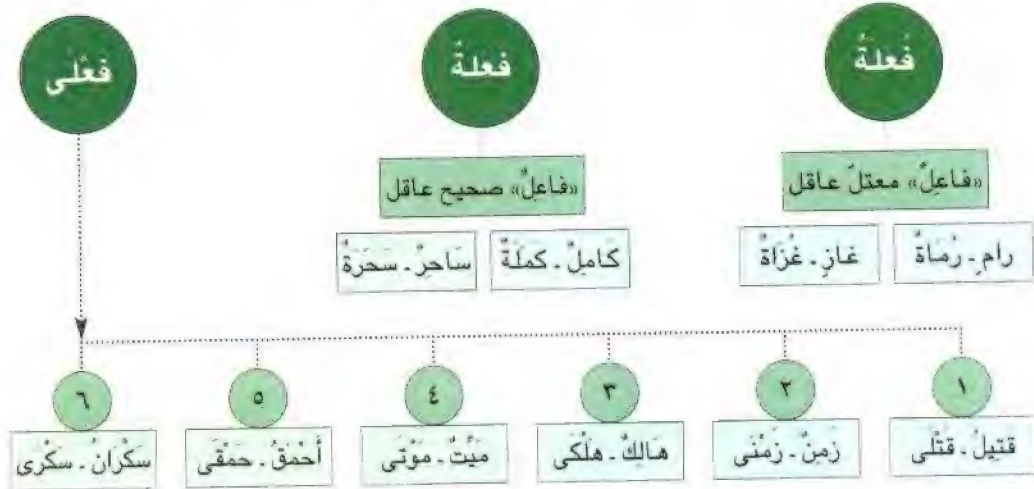 فُعَلَةٌ
فَعَلَةٌ
فَعْلَى
«فاعِلٌ» معتلّ عاقل
«فاعِلٌ» صحيح عاقل
رامٍ ـ رُمَاةٌ
غازٍ ـ غُزَاةٌ
كَامِلٌ ـ كَمَلَةٌ
سَاحِرٌ ـ سَحَرَةٌ
١
٢
٣
٤
٥
٦
قَتِيلٌ ـ قَتْلَى
زَمِنٌ ـ زَمْنَى
هَالِكٌ ـ هَلْكَى
مَيِّتٌ ـ مَوْتَى
أَحْمَقُ ـ حَمْقَى
سَكْرَانُ ـ سَكْرَى